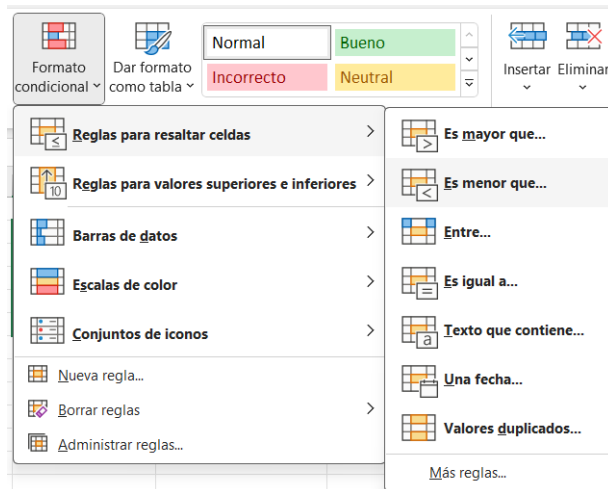 Formato
condicional
Dar formato
como tabla
Normal
Bueno
Incorrecto
Neutral
Insertar
Eliminar
Reglas para resaltar celdas
Reglas para valores superiores e inferiores
10
Barras de datos
Escalas de color
Conjuntos de iconos
Nueva regla...
Borrar reglas
Administrar reglas...
Es mayor que...
Es menor que...
Entre...
Es igual a...
Texto que contiene...
a
Una fecha...
Valores duplicados...
Más reglas...